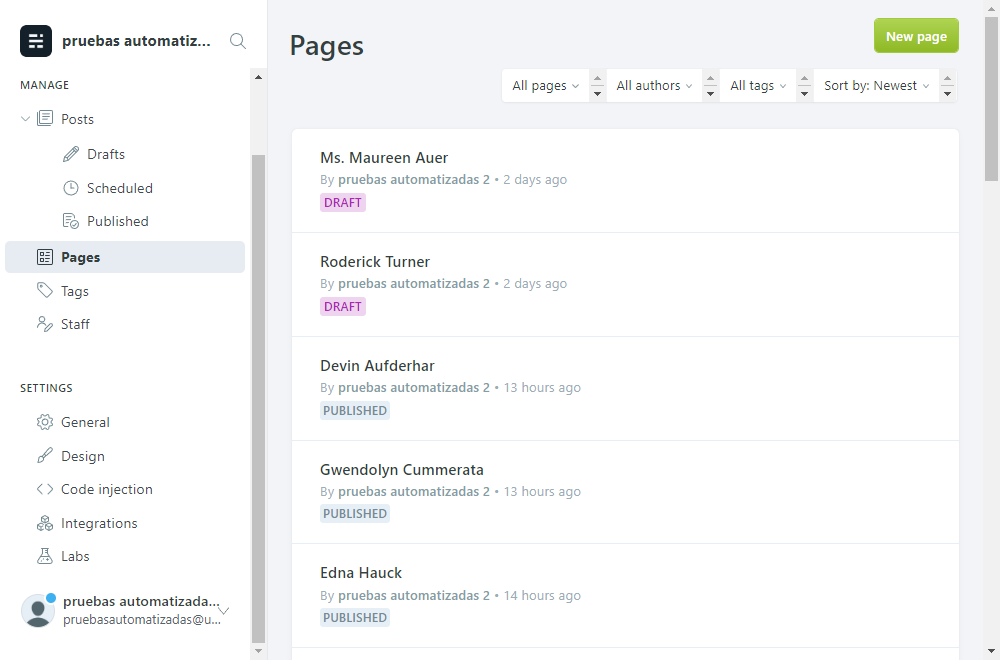 pruebas automatiz...
MANAGE
Posts
Drafts
Scheduled
Published
Pages
Tags
Staff
SETTINGS
General
Design
Code injection
Integrations
Labs
pruebas automatizada...
pruebasautomatizadas@u...
Pages
New page
All pages
All authors
All tags
Sort by: Newest
Ms. Maureen Auer
By pruebas automatizadas 2 • 2 days ago
DRAFT
Roderick Turner
By pruebas automatizadas 2 • 2 days ago
DRAFT
Devin Aufderhar
By pruebas automatizadas 2 • 13 hours ago
PUBLISHED
Gwendolyn Cummerata
By pruebas automatizadas 2 • 13 hours ago
PUBLISHED
Edna Hauck
By pruebas automatizadas 2 • 14 hours ago
PUBLISHED